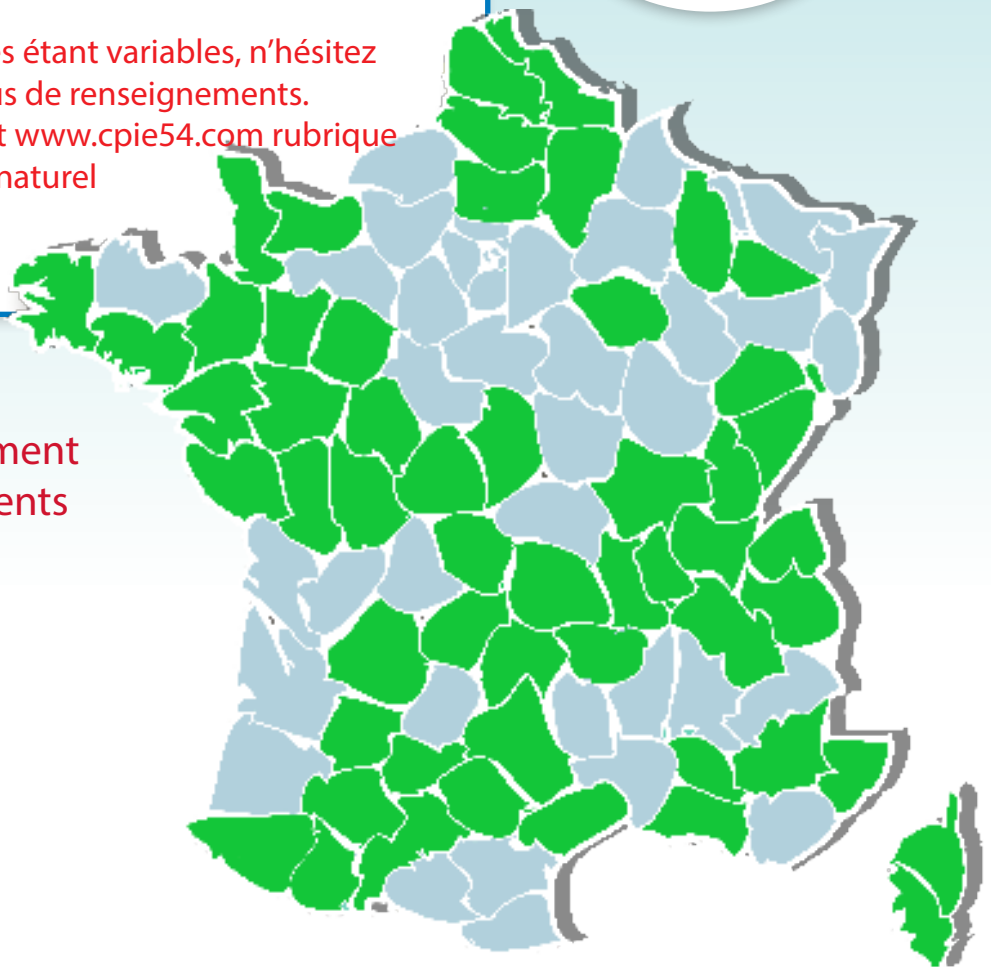 s étant variables, n’hésitez
us de renseignements.
t www.cpie54.com rubrique
naturel
ment
ents